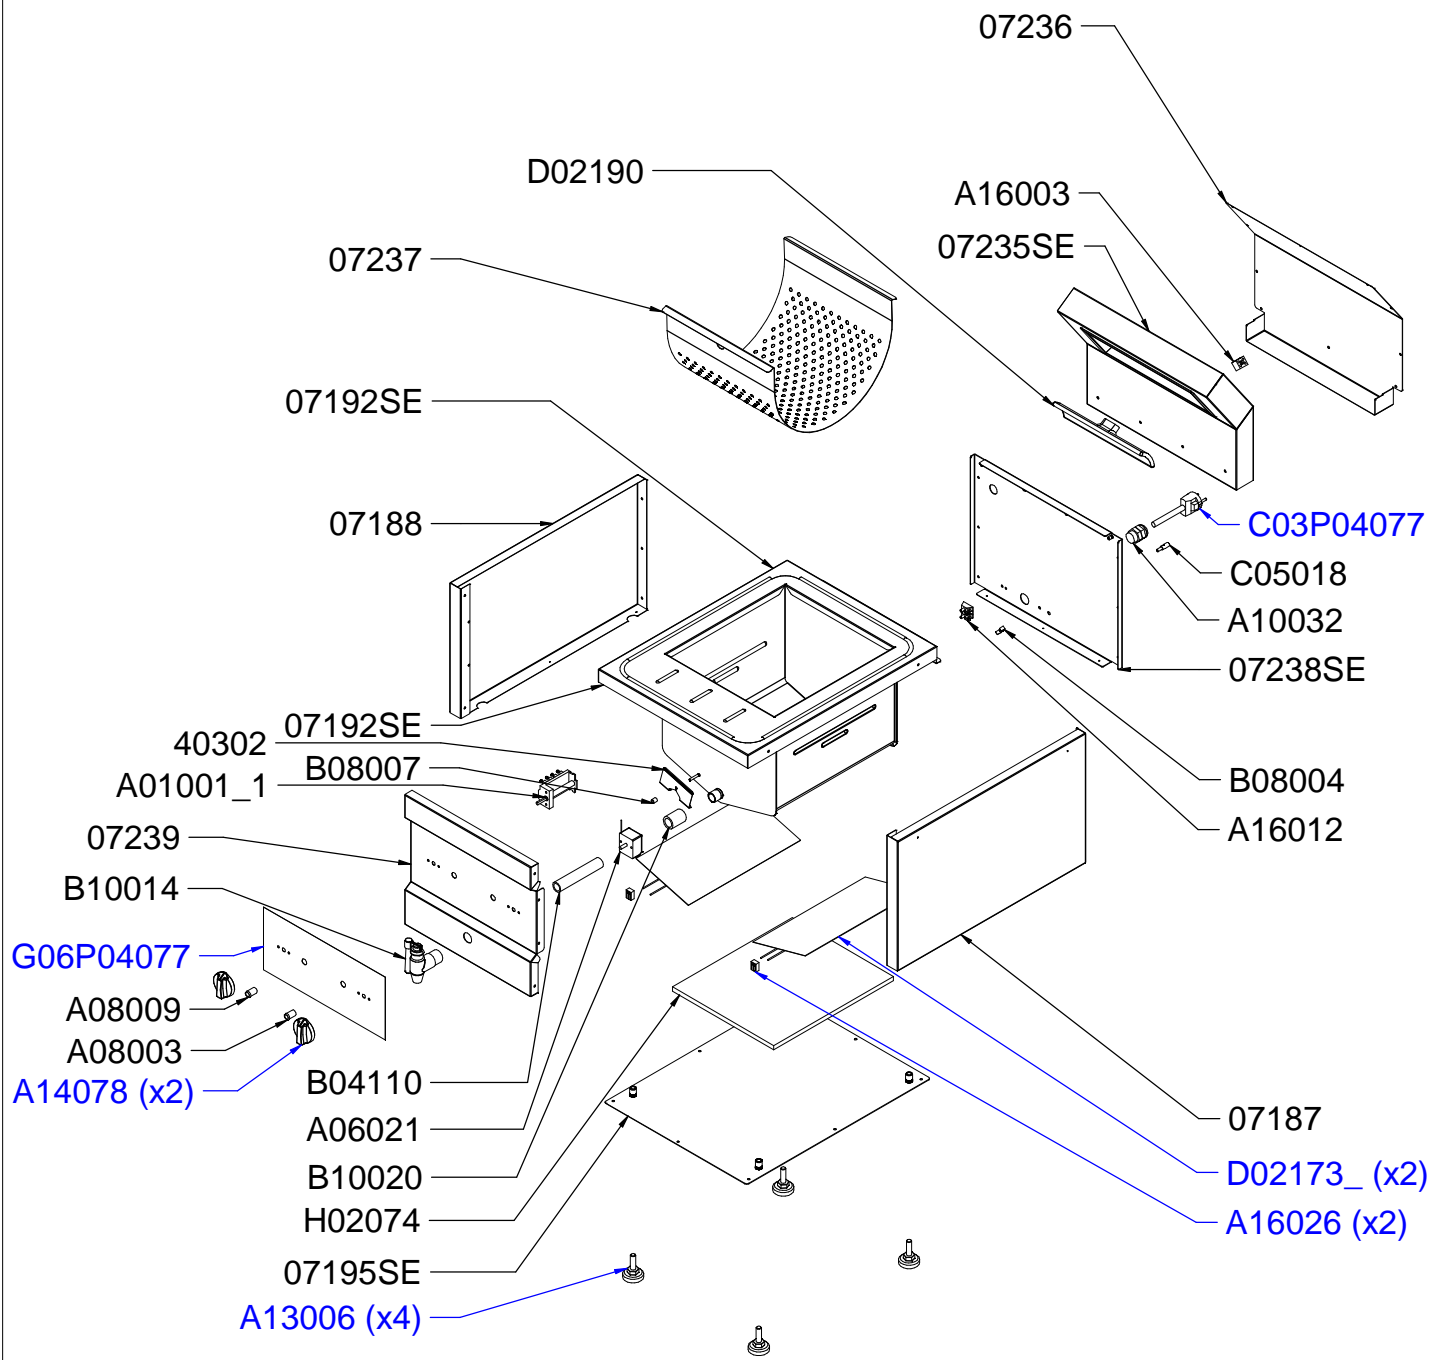 07236
D02190
A16003
07235SE
07237
07192SE
07188
C03P04077
C05018
A10032
07238SE
07192SE
40302
B08007
A01001_1
B08004
07239
A16012
B10014
G06P04077
A08009
A08003
A14078 (x2)
B04110
A06021
07187
B10020
D02173_ (x2)
H02074
A16026 (x2)
07195SE
A13006 (x4)